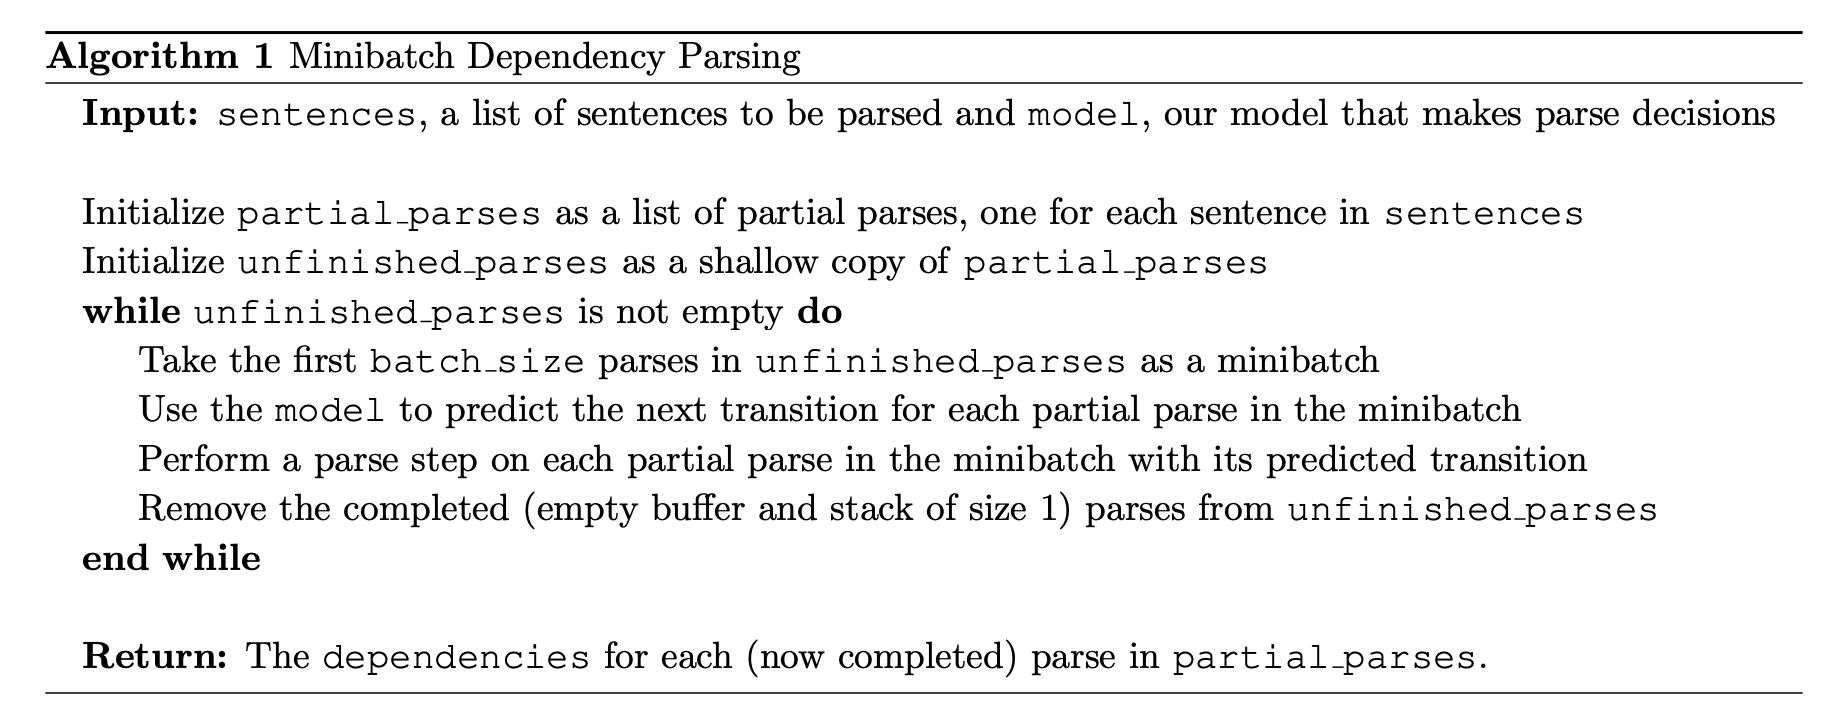 Algorithm 1 Minibatch Dependency Parsing
Input: sentences, a list of sentences to be parsed and model, our model that makes parse decisions
Initialize partial_parses as a list of partial parses, one for each sentence in sentences
Initialize unfinished_parses as a shallow copy of partial_parses
while unfinished_parses is not empty do
Take the first batch_size parses in unfinished_parses as a minibatch
Use the model to predict the next transition for each partial parse in the minibatch
Perform a parse step on each partial parse in the minibatch with its predicted transition
Remove the completed (empty buffer and stack of size 1) parses from unfinished_parses
end while
Return: The dependencies for each (now completed) parse in partial_parses.